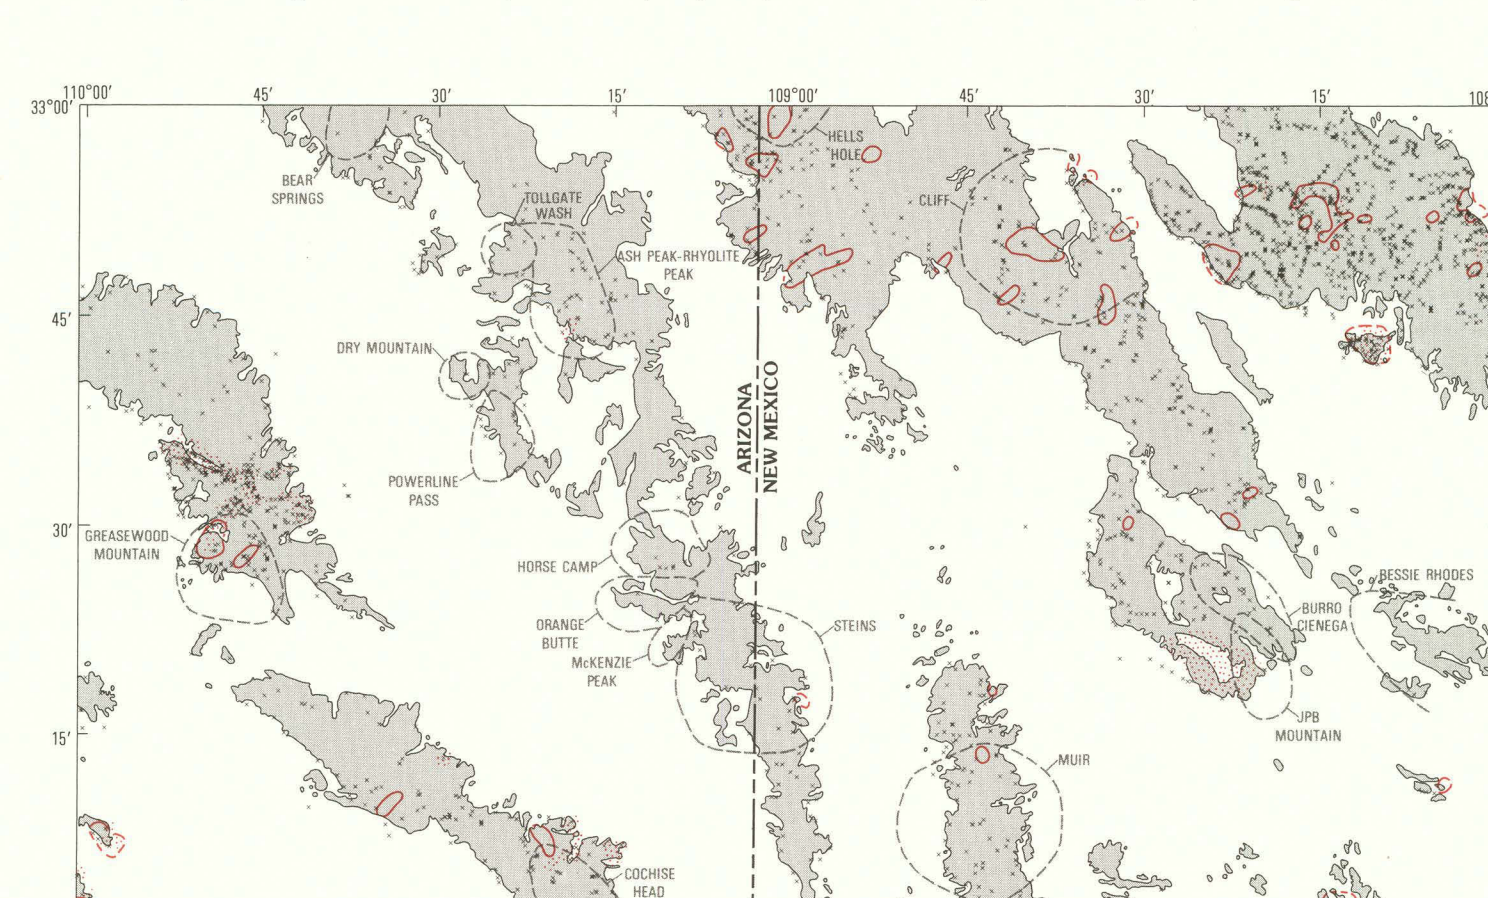 110°00′
45′
30′
15′
109°00′
45′
30′
15′
108
33°00′
HELLS
HOLE
BEAR
SPRINGS
TOLLGATE
WASH
CLIFF
ASH PEAK-RHYOLITE
PEAK
45′
DRY MOUNTAIN
ARIZONA
NEW MEXICO
POWERLINE
PASS
30′
GREASEWOOD
MOUNTAIN
HORSE CAMP
BESSIE RHODES
BURRO
CIENEGA
ORANGE
BUTTE
STEINS
McKENZIE
PEAK
JPB
MOUNTAIN
15′
MUIR
COCHISE
HEAD